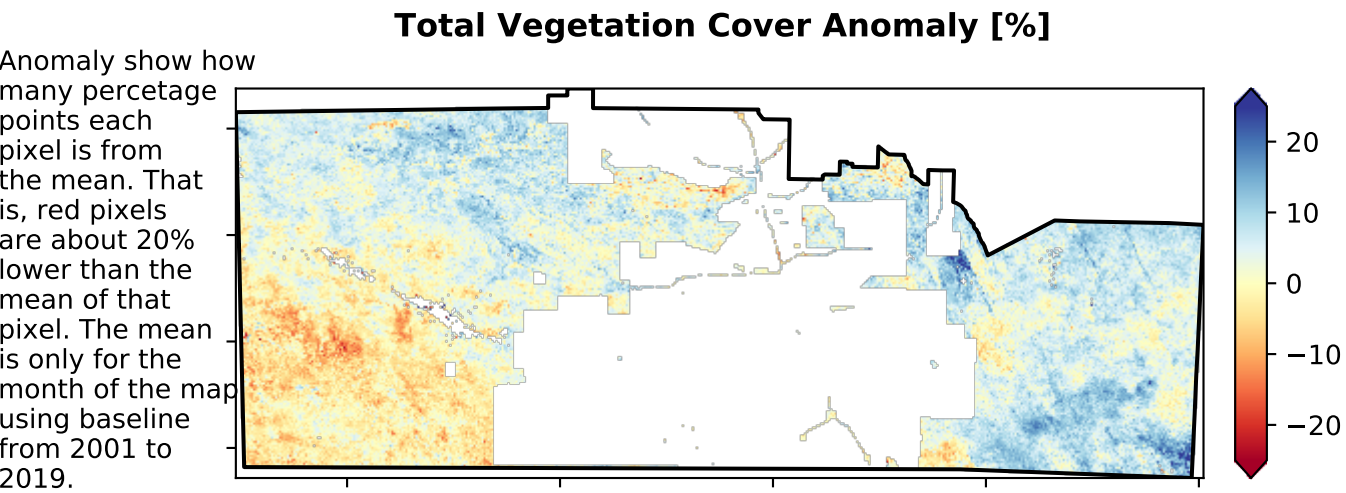 Total Vegetation Cover Anomaly [%]
Anomaly show how
many percetage
points each
pixel is from
the mean. That
is, red pixels
are about 20%
lower than the
mean of that
pixel. The mean
is only for the
month of the map
using baseline
from 2001 to
2019.
20
10
0
−10
−20